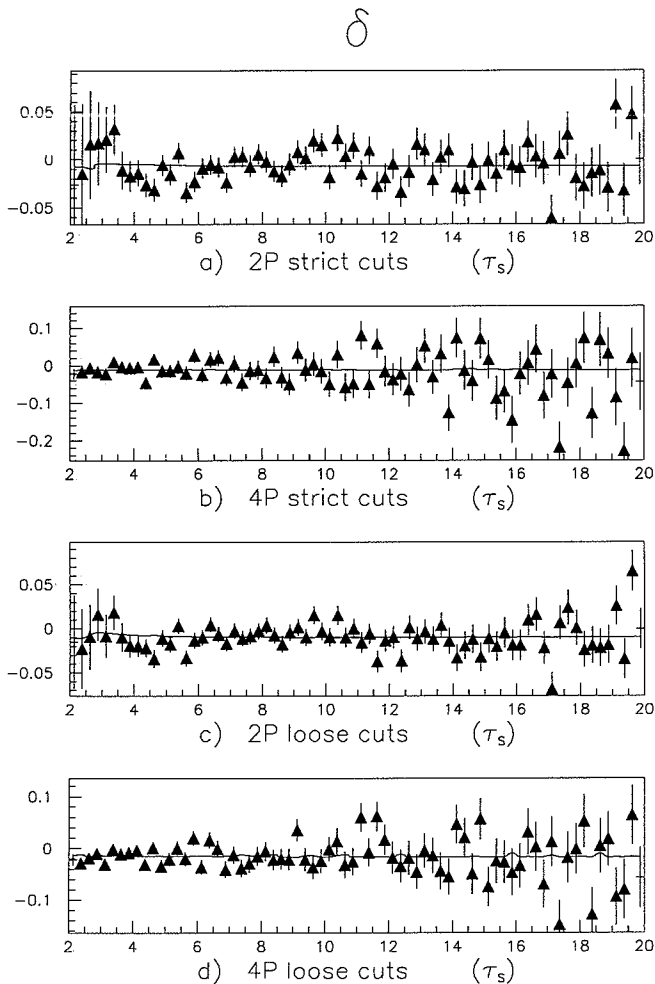 δ
0.05
0
−0.05
2 4 6 8 10 12 14 16 18 20
a) 2P strict cuts (τs)
0.1
0
−0.1
−0.2
2 4 6 8 10 12 14 16 18 20
b) 4P strict cuts (τs)
0.05
0
−0.05
2 4 6 8 10 12 14 16 18 20
c) 2P loose cuts (τs)
0.1
0
−0.1
2 4 6 8 10 12 14 16 18 20
d) 4P loose cuts (τs)